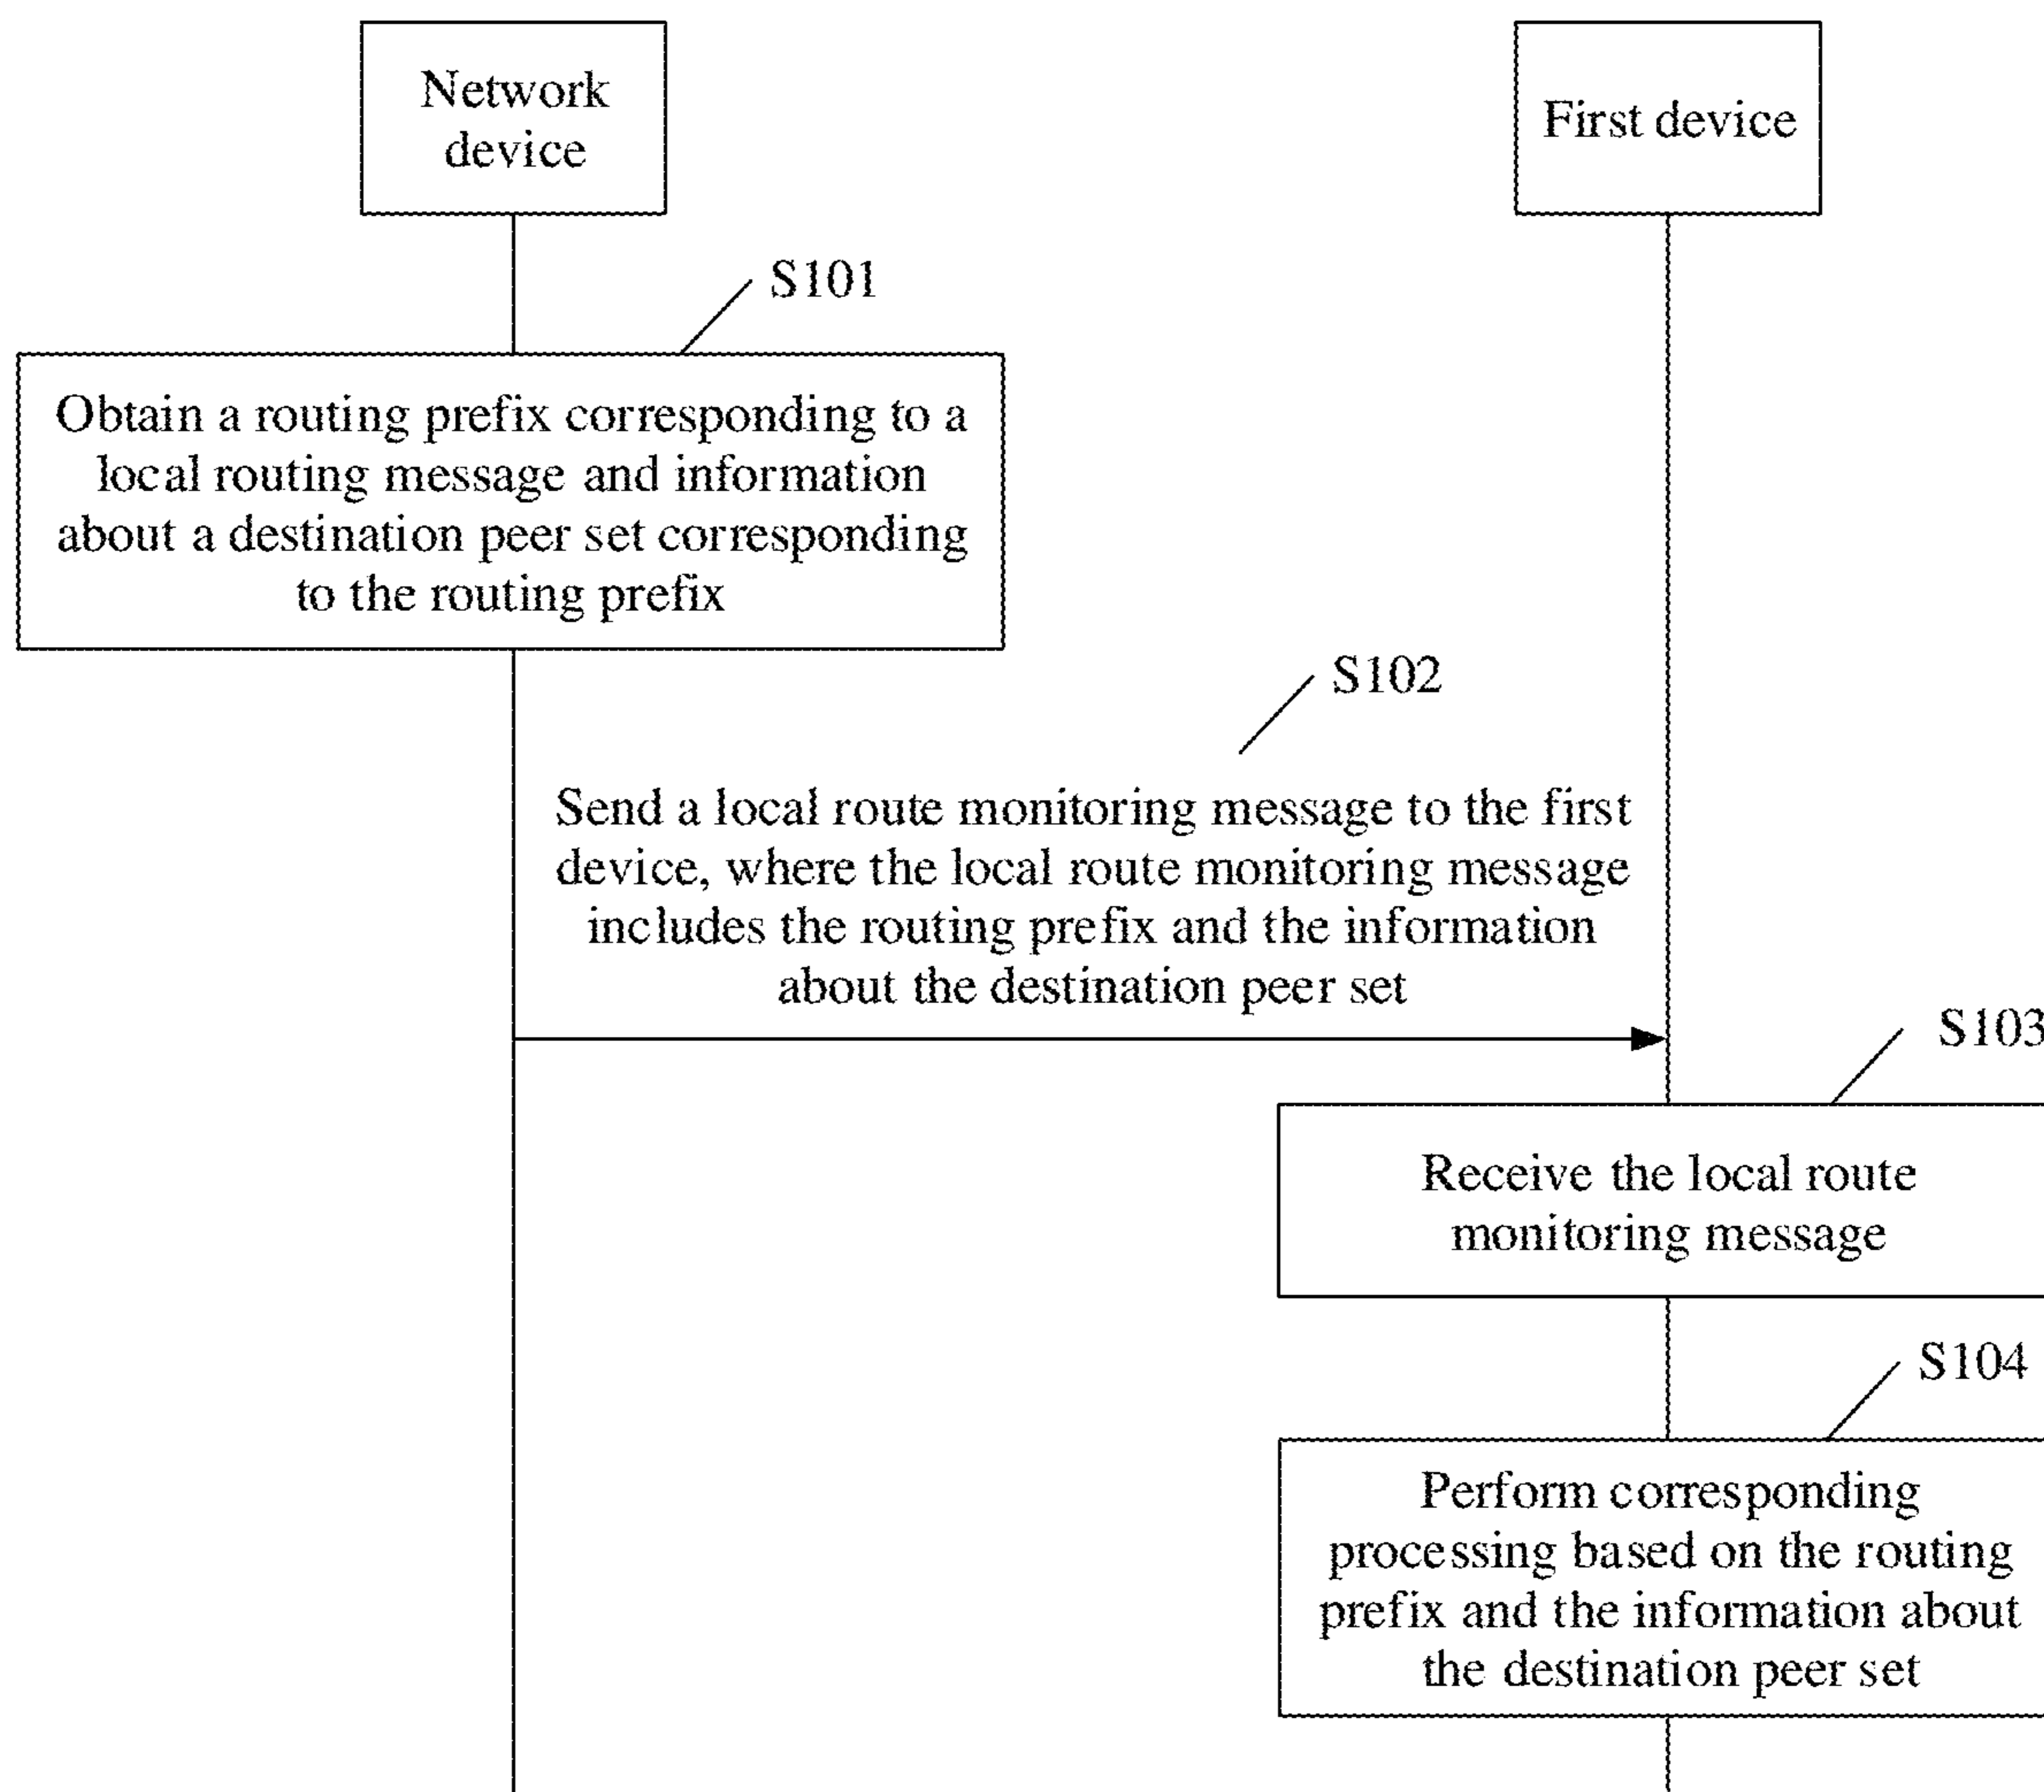 Network
device
First device
S101
Obtain a routing prefix corresponding to a
local routing message and information
about a destination peer set corresponding
to the routing prefix
S102
Send a local route monitoring message to the first
device, where the local route monitoring message
includes the routing prefix and the information
about the destination peer set
S103
Receive the local route
monitoring message
S104
Perform corresponding
processing based on the routing
prefix and the information about
the destination peer set